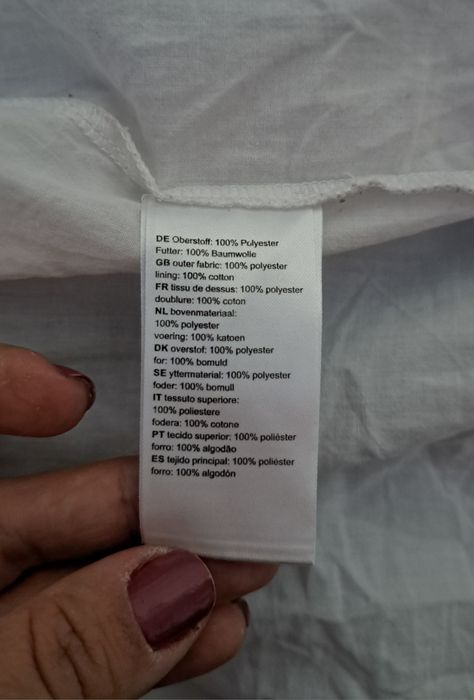 DE Oberstoff: 100% Polyester
Futter: 100% Baumwolle
GB outer fabric: 100% polyester
lining: 100% cotton
FR tissu de dessus: 100% polyester
doublure: 100% coton
NL bovenmateriaal:
100% polyester
voering: 100% katoen
DK overstof: 100% polyester
for: 100% bomuld
SE yttermaterial: 100% polyester
foder: 100% bomull
IT tessuto superiore:
100% poliestere
fodera: 100% cotone
PT tecido superior: 100% poliéster
forro: 100% algodão
ES tejido principal: 100% poliéster
forro: 100% algodón